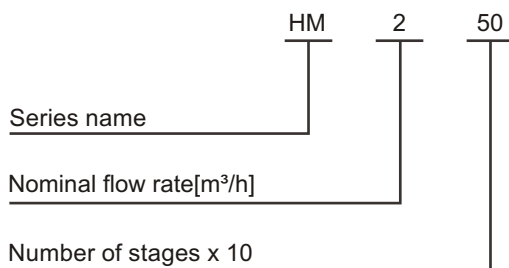 HM 2 50
Series name
Nominal flow rate[m³/h]
Number of stages x 10